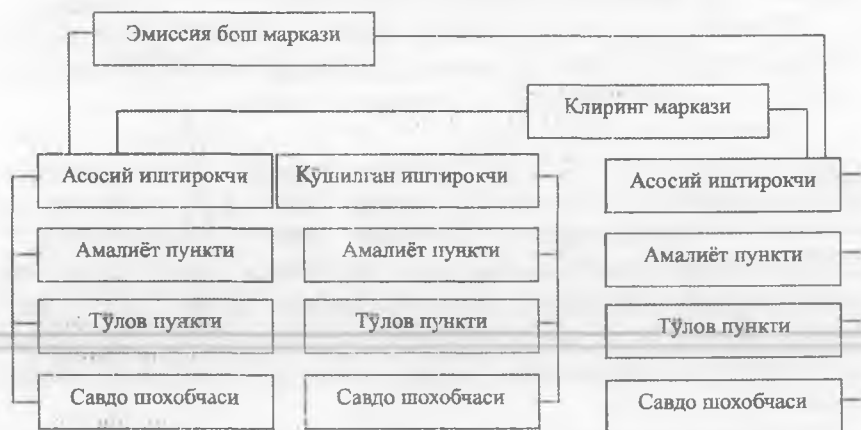 Эмиссия бош маркази
Клиринг маркази
Асосий иштирокчи
Қўшилган иштирокчи
Асосий иштирокчи
Амалиёт пункти
Амалиёт пункти
Амалиёт пункти
Тўлов пункти
Тўлов пункти
Тўлов пункти
Савдо шохобчаси
Савдо шохобчаси
Савдо шохобчаси